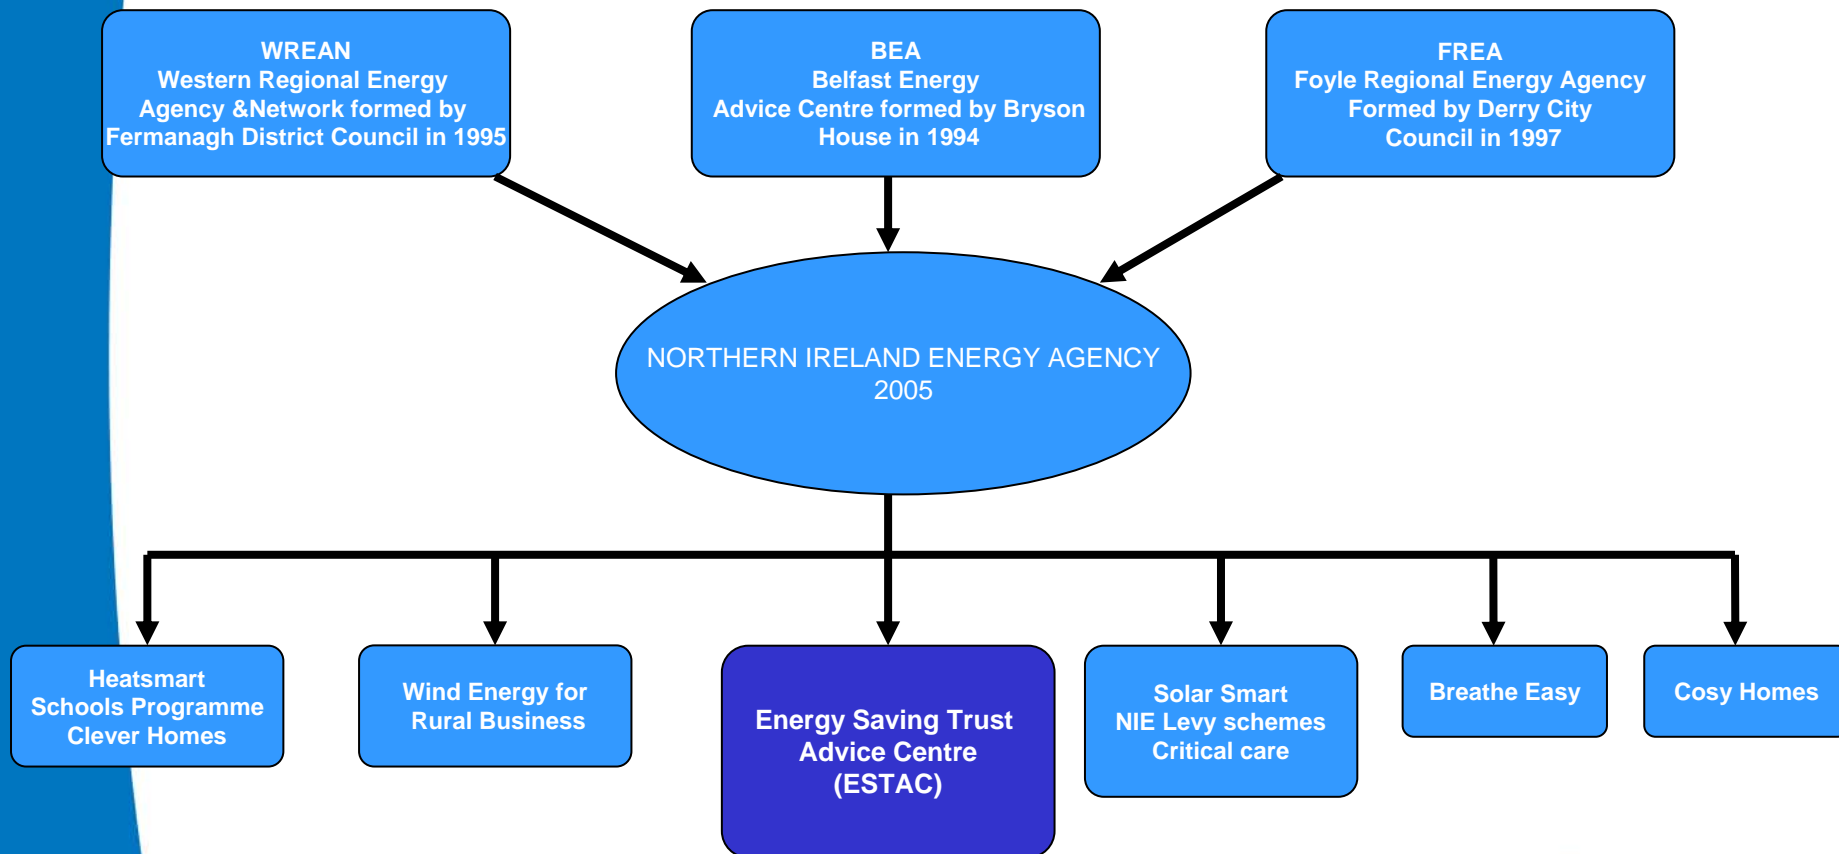 WREAN
Western Regional Energy
Agency &Network formed by
Fermanagh District Council in 1995
BEA
Belfast Energy
Advice Centre formed by Bryson
House in 1994
FREA
Foyle Regional Energy Agency
Formed by Derry City
Council in 1997
NORTHERN IRELAND ENERGY AGENCY
2005
Heatsmart
Schools Programme
Clever Homes
Wind Energy for
Rural Business
Energy Saving Trust
Advice Centre
(ESTAC)
Solar Smart
NIE Levy schemes
Critical care
Breathe Easy
Cosy Homes